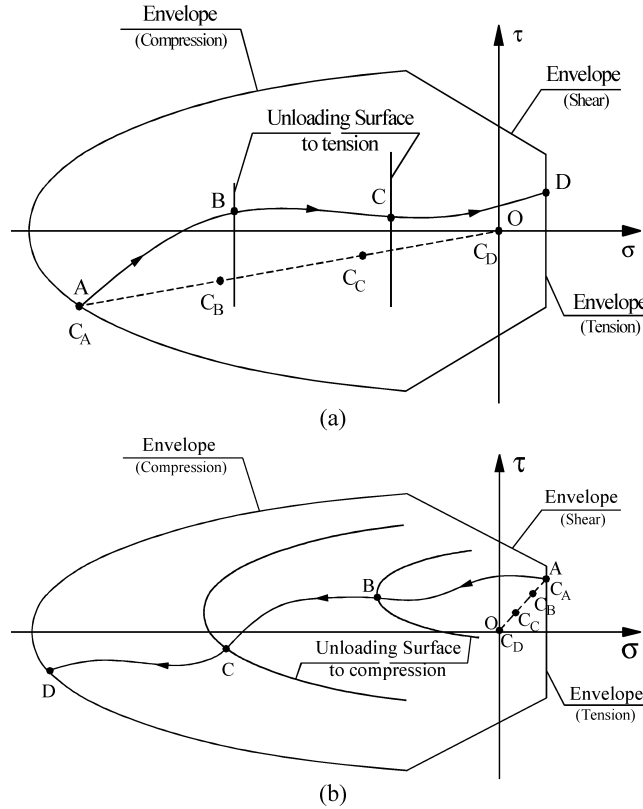 Envelope
(Compression)
τ
Envelope
(Shear)
Unloading Surface
to tension
B
C
D
O
σ
A
C_A
C_B
C_C
C_D
Envelope
(Tension)
(a)
Envelope
(Compression)
τ
Envelope
(Shear)
A
C_A
B
C_B
C_C
O
C_D
σ
C
Unloading Surface
to compression
D
Envelope
(Tension)
(b)